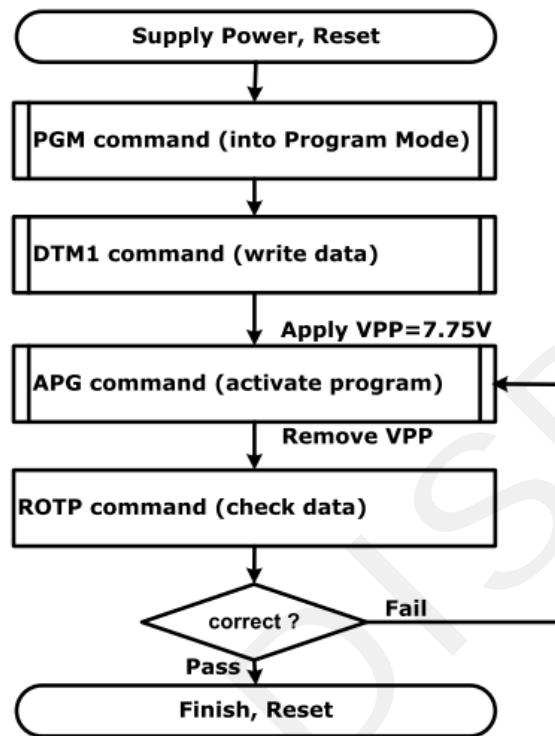 Supply Power, Reset
PGM command (into Program Mode)
DTM1 command (write data)
Apply VPP=7.75V
APG command (activate program)
Remove VPP
ROTP command (check data)
correct ?
Fail
Pass
Finish, Reset